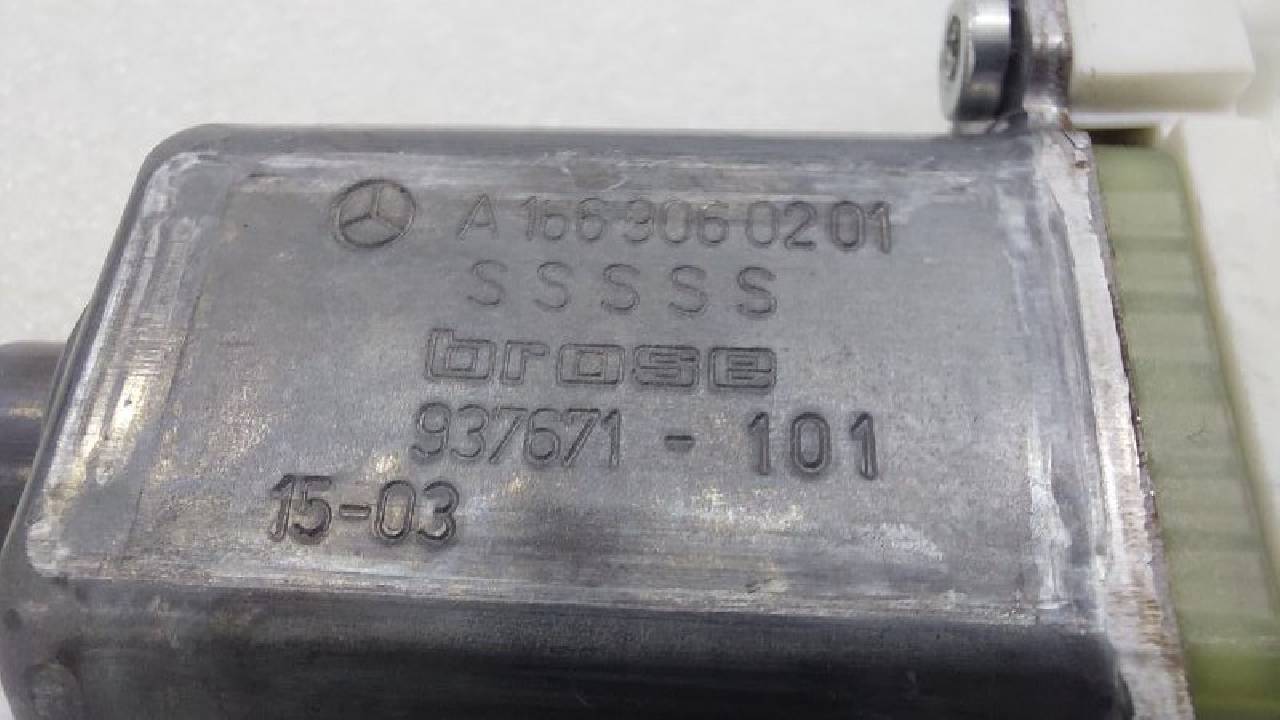 A 166 906 02 01
SSSSS
brose
937671 - 101
15-03